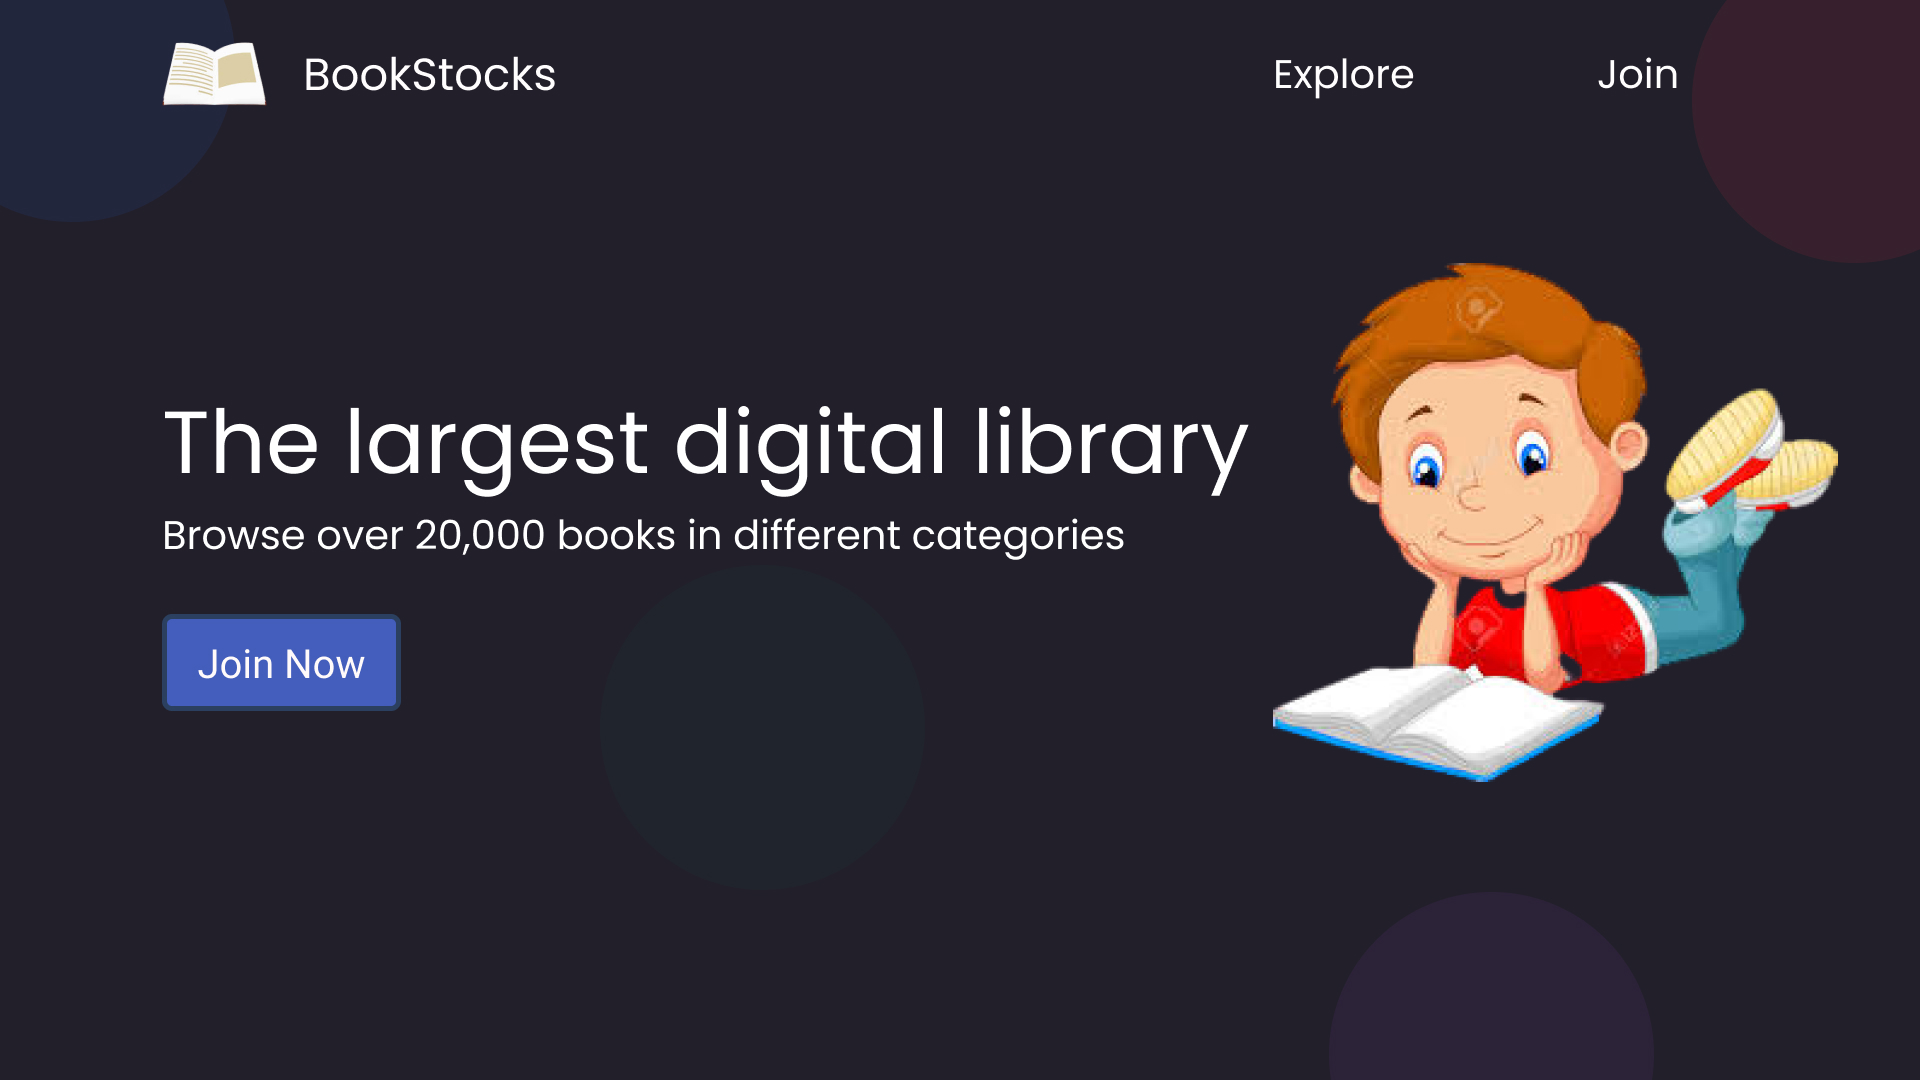 BookStocks
Explore
Join
The largest digital library
Browse over 20,000 books in different categories
Join Now